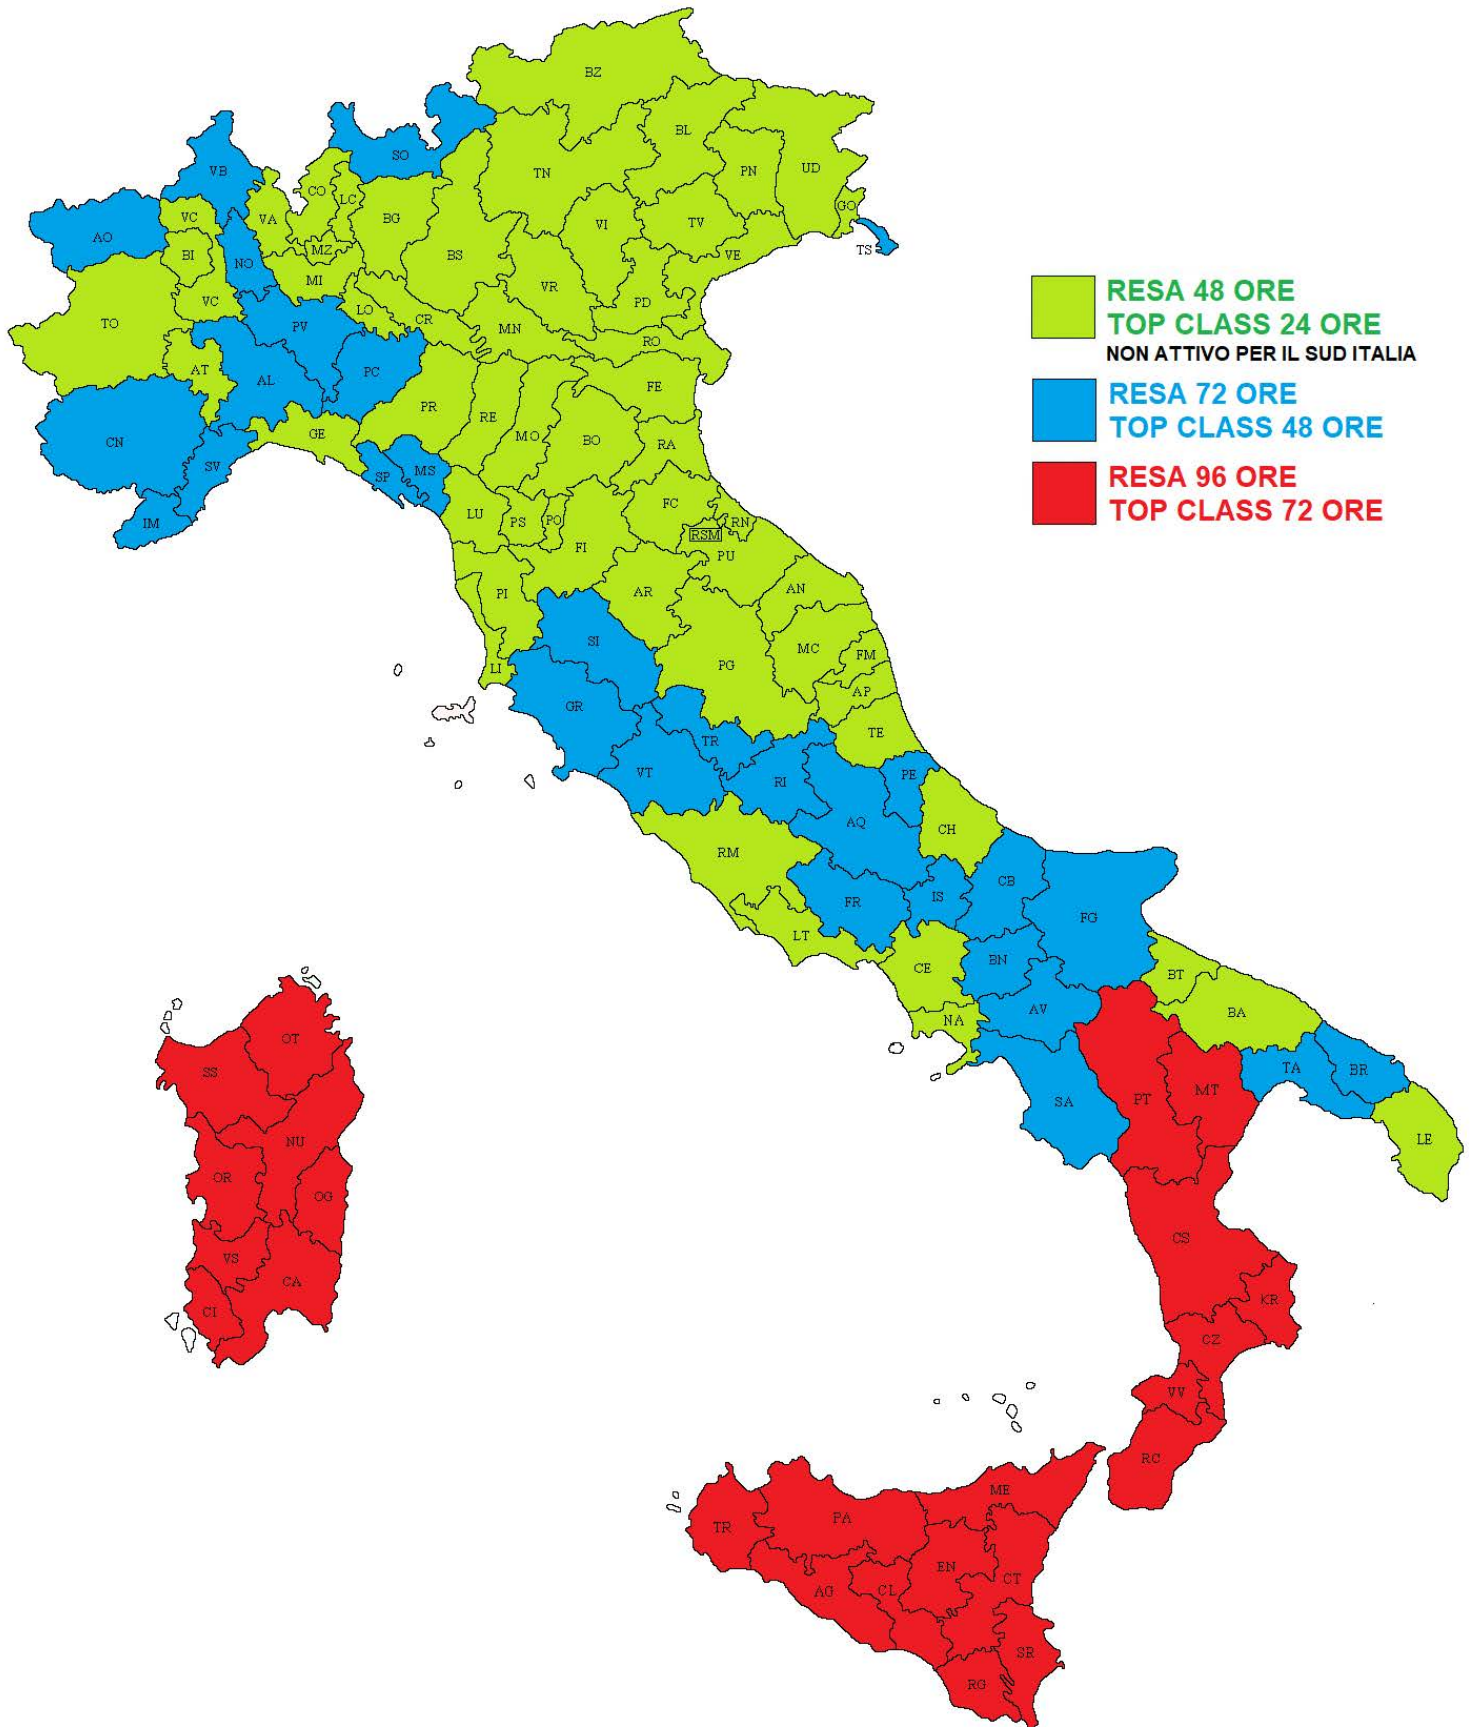 BZ
BL
SO
UD
PN
VB
TN
CO
LC
GO
VC
VA
BG
VI
TV
AO
MZ
TS
BI
BS
VE
NO
MI
VR
RESA 48 ORE
VC
LO
PD
TO
CR
TOP CLASS 24 ORE
PV
MN
RO
NON ATTIVO PER IL SUD ITALIA
AT
PC
AL
FE
RESA 72 ORE
PR
RE
TOP CLASS 48 ORE
GE
MO
BO
CN
RA
SV
MS
SP
RESA 96 ORE
FC
TOP CLASS 72 ORE
LU
PS
PO
RN
IM
RSM
FI
PU
PI
AR
AN
SI
MC
FM
LI
PG
AP
GR
TE
TR
VT
RI
PE
AQ
CH
RM
CB
IS
FR
FG
LT
BN
CE
BT
AV
BA
NA
OT
TA
BR
SS
MT
PT
SA
NU
LE
OR
OG
CS
VS
CA
KR
CI
CZ
VV
RC
ME
PA
TR
EN
CT
AG
CL
SR
RG